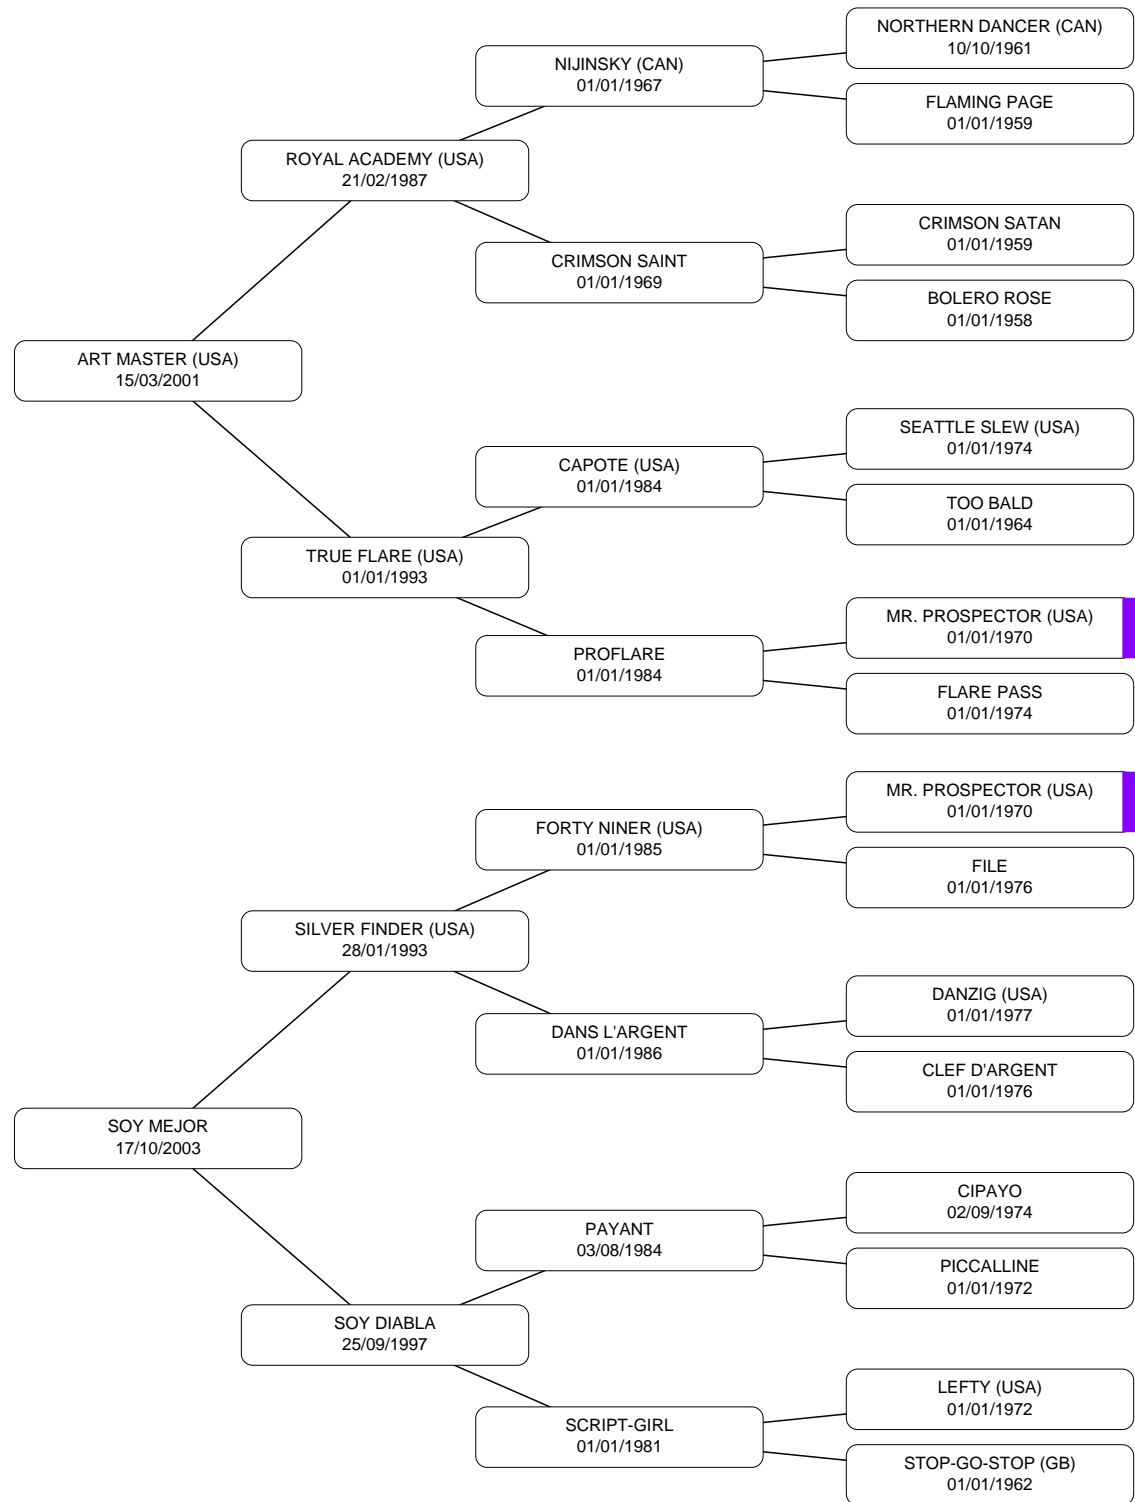 NORTHERN DANCER (CAN)
10/10/1961
NIJINSKY (CAN)
01/01/1967
FLAMING PAGE
01/01/1959
ROYAL ACADEMY (USA)
21/02/1987
CRIMSON SATAN
01/01/1959
CRIMSON SAINT
01/01/1969
BOLERO ROSE
01/01/1958
ART MASTER (USA)
15/03/2001
SEATTLE SLEW (USA)
01/01/1974
CAPOTE (USA)
01/01/1984
TOO BALD
01/01/1964
TRUE FLARE (USA)
01/01/1993
MR. PROSPECTOR (USA)
01/01/1970
PROFLARE
01/01/1984
FLARE PASS
01/01/1974
MR. PROSPECTOR (USA)
01/01/1970
FORTY NINER (USA)
01/01/1985
FILE
01/01/1976
SILVER FINDER (USA)
28/01/1993
DANZIG (USA)
01/01/1977
DANS L'ARGENT
01/01/1986
CLEF D'ARGENT
01/01/1976
SOY MEJOR
17/10/2003
CIPAYO
02/09/1974
PAYANT
03/08/1984
PICCALLINE
01/01/1972
SOY DIABLA
25/09/1997
LEFTY (USA)
01/01/1972
SCRIPT-GIRL
01/01/1981
STOP-GO-STOP (GB)
01/01/1962